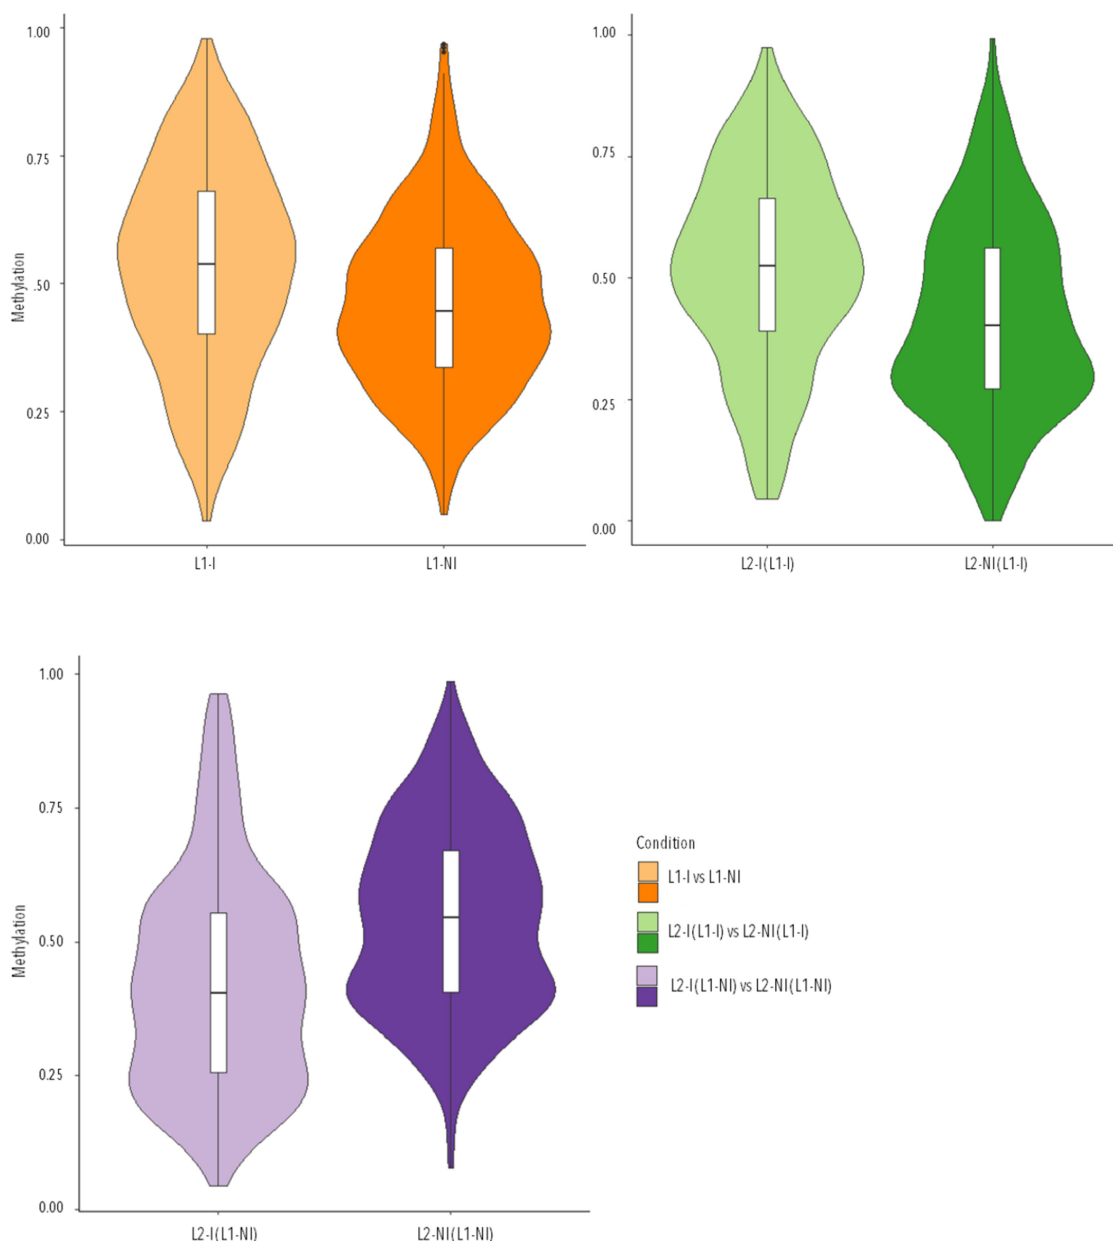 1.00
0.75
.50
0.25
0.00
Methylation
L1-I
L1-NI
1.00
0.75
0.50
0.25
0.00
L2-I(L1-I)
L2-NI(L1-I)
1.00
0.75
0.50
0.25
0.00
Methylation
L2-I(L1-NI)
L2-NI(L1-NI)
Condition
L1-I vs L1-NI
L2-I(L1-I) vs L2-NI(L1-I)
L2-I(L1-NI) vs L2-NI(L1-NI)